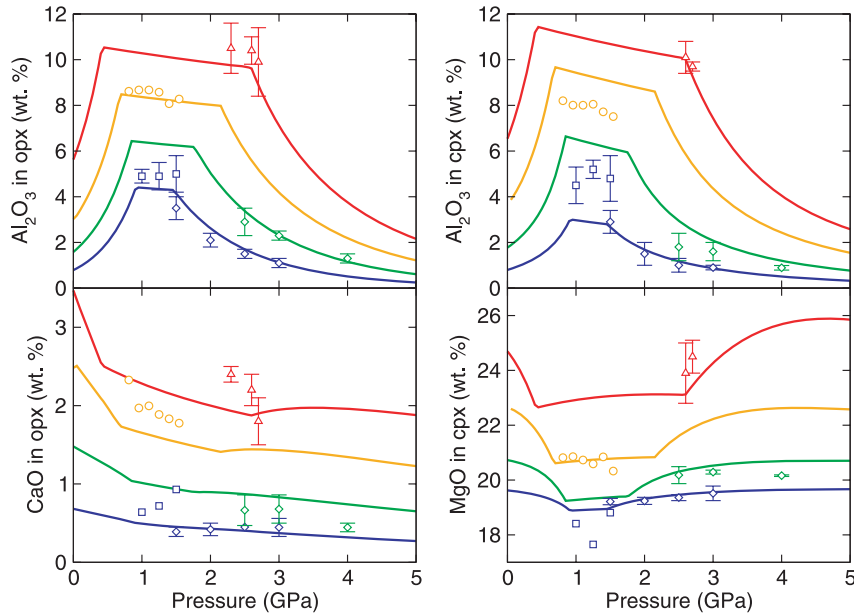 Al2O3 in opx (wt. %)
12
10
8
6
4
2
0
Al2O3 in cpx (wt. %)
12
10
8
6
4
2
0
CaO in opx (wt. %)
3
2
1
0
0 1 2 3 4 5
Pressure (GPa)
MgO in cpx (wt. %)
26
24
22
20
18
0 1 2 3 4 5
Pressure (GPa)